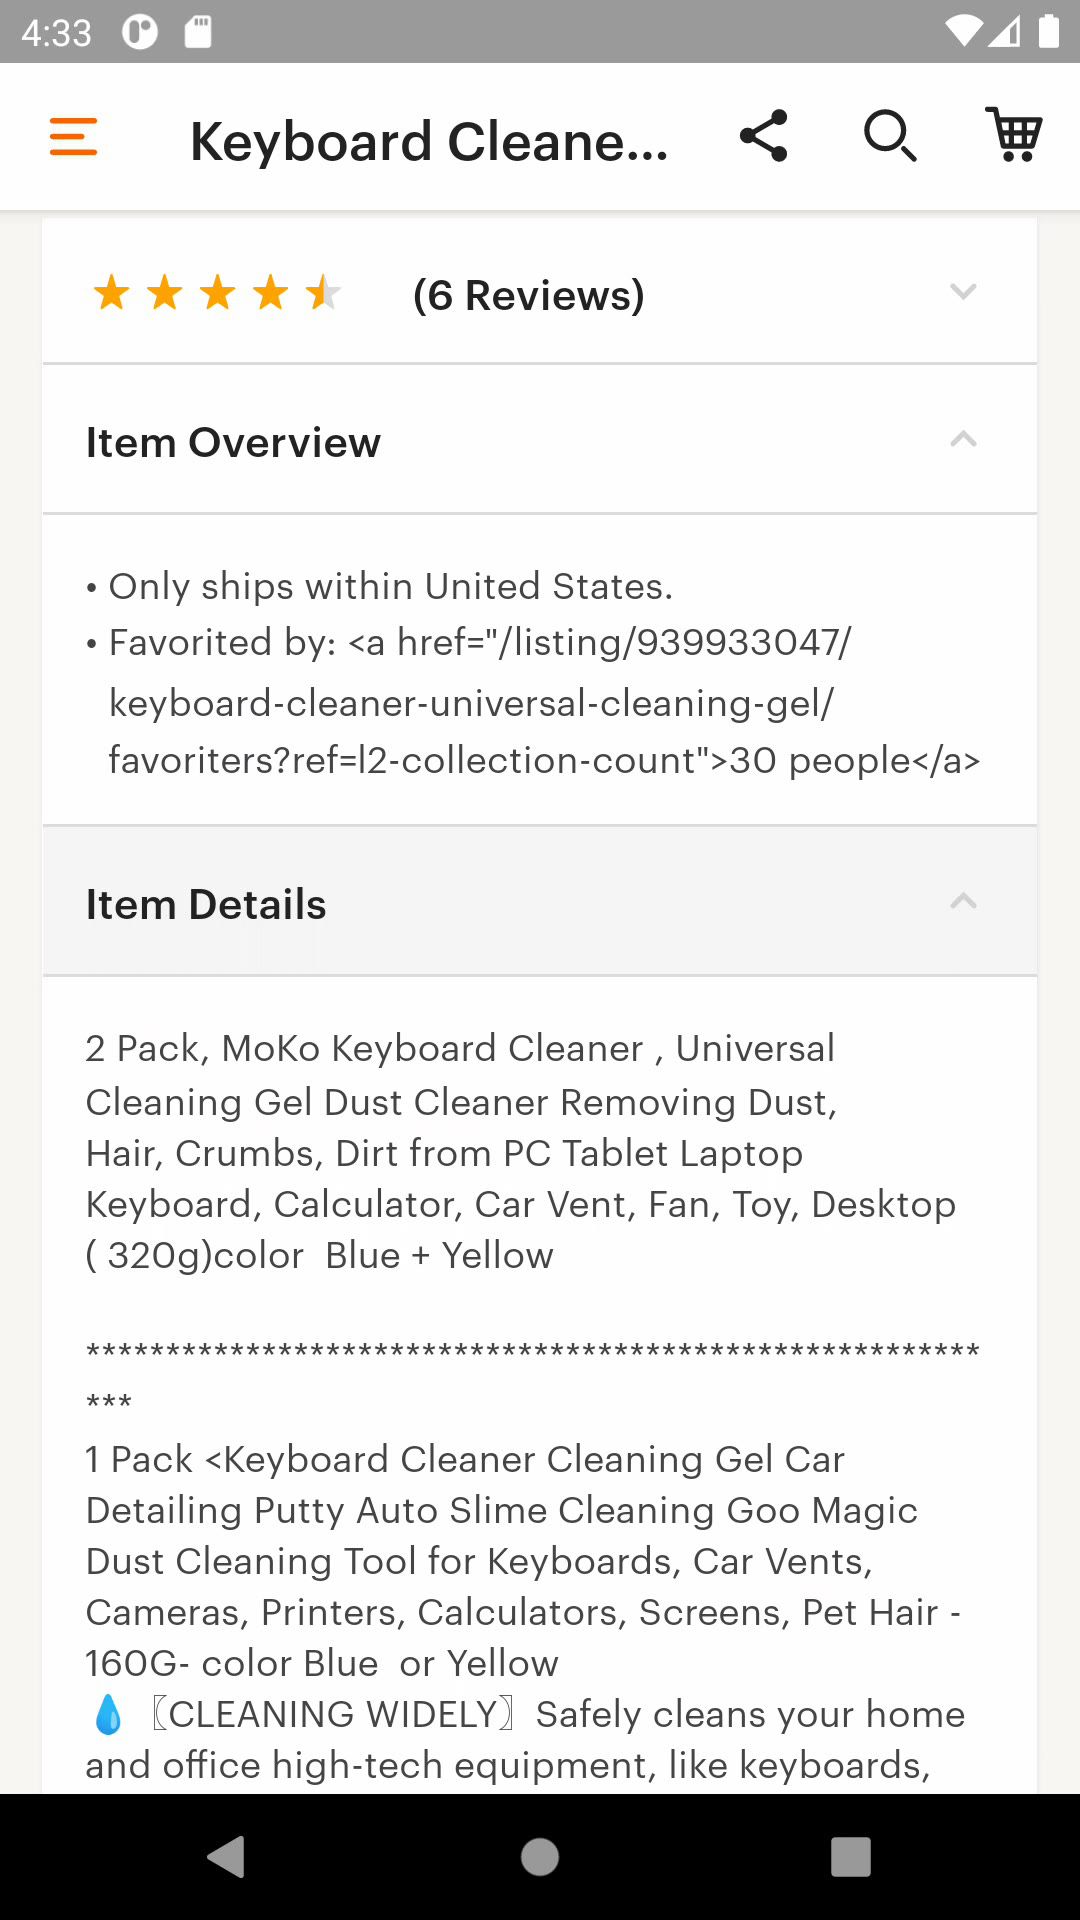 4:33
Keyboard Cleane...
(6 Reviews)
Item Overview
• Only ships within United States.
• Favorited by: <a href="/listing/939933047/
keyboard-cleaner-universal-cleaning-gel/
favoriters?ref=l2-collection-count">30 people</a>
Item Details
2 Pack, MoKo Keyboard Cleaner , Universal
Cleaning Gel Dust Cleaner Removing Dust,
Hair, Crumbs, Dirt from PC Tablet Laptop
Keyboard, Calculator, Car Vent, Fan, Toy, Desktop
( 320g)color  Blue + Yellow
********************************************************
***
1 Pack <Keyboard Cleaner Cleaning Gel Car
Detailing Putty Auto Slime Cleaning Goo Magic
Dust Cleaning Tool for Keyboards, Car Vents,
Cameras, Printers, Calculators, Screens, Pet Hair -
160G- color Blue  or Yellow
💧〖CLEANING WIDELY〗Safely cleans your home
and office high-tech equipment, like keyboards,